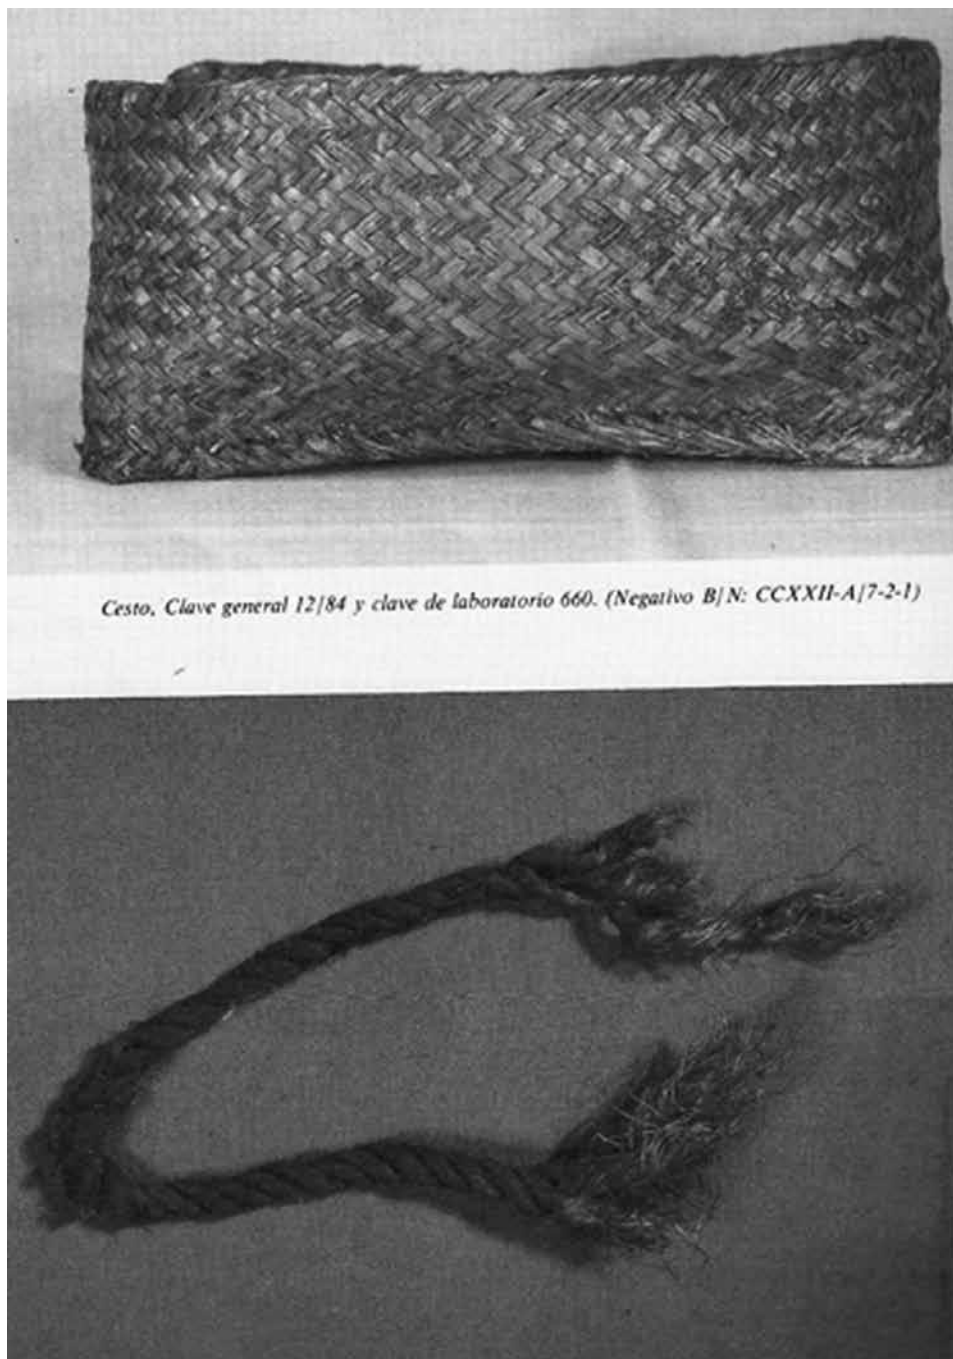 Cesto. Clave general 12/84 y clave de laboratorio 660. (Negativo B/N: CCXXII-A/7-2-1)